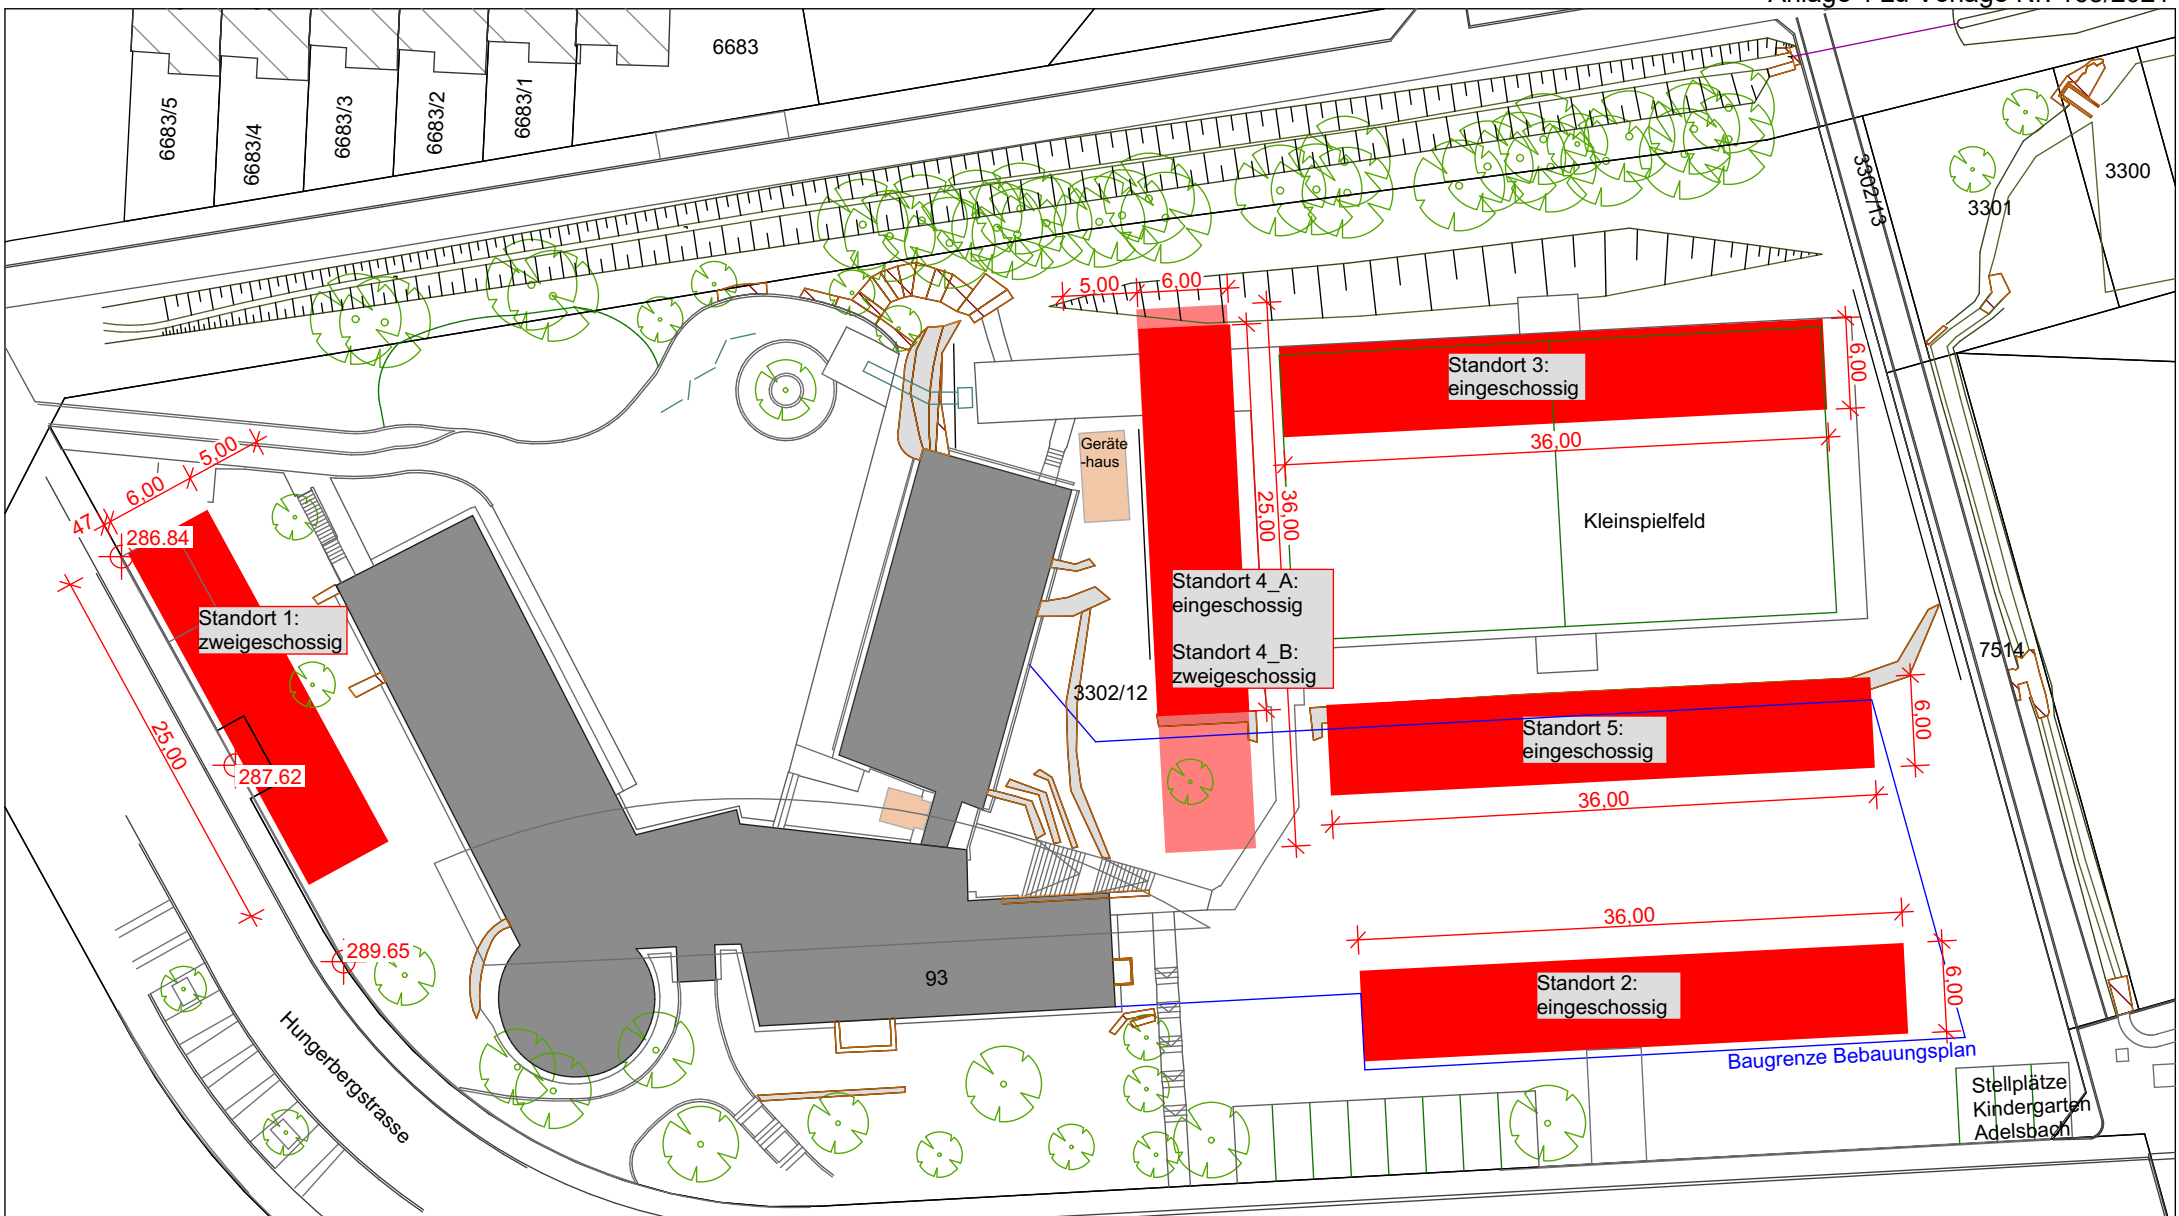 6683
6683/5
6683/4
6683/3
6683/2
6683/1
3302/13
3301
3300
5,00
6,00
Standort 3:
eingeschossig
6,00
36,00
5,00
6,00
47
286.84
Geräte
-haus
25,00
36,00
Kleinspielfeld
Standort 1:
zweigeschossig
Standort 4_A:
eingeschossig
Standort 4_B:
zweigeschossig
3302/12
7514
25,00
287.62
Standort 5:
eingeschossig
6,00
36,00
289.65
93
36,00
Standort 2:
eingeschossig
6,00
Hungerbergstrasse
Baugrenze Bebauungsplan
Stellplätze
Kindergarten
Adelsbach